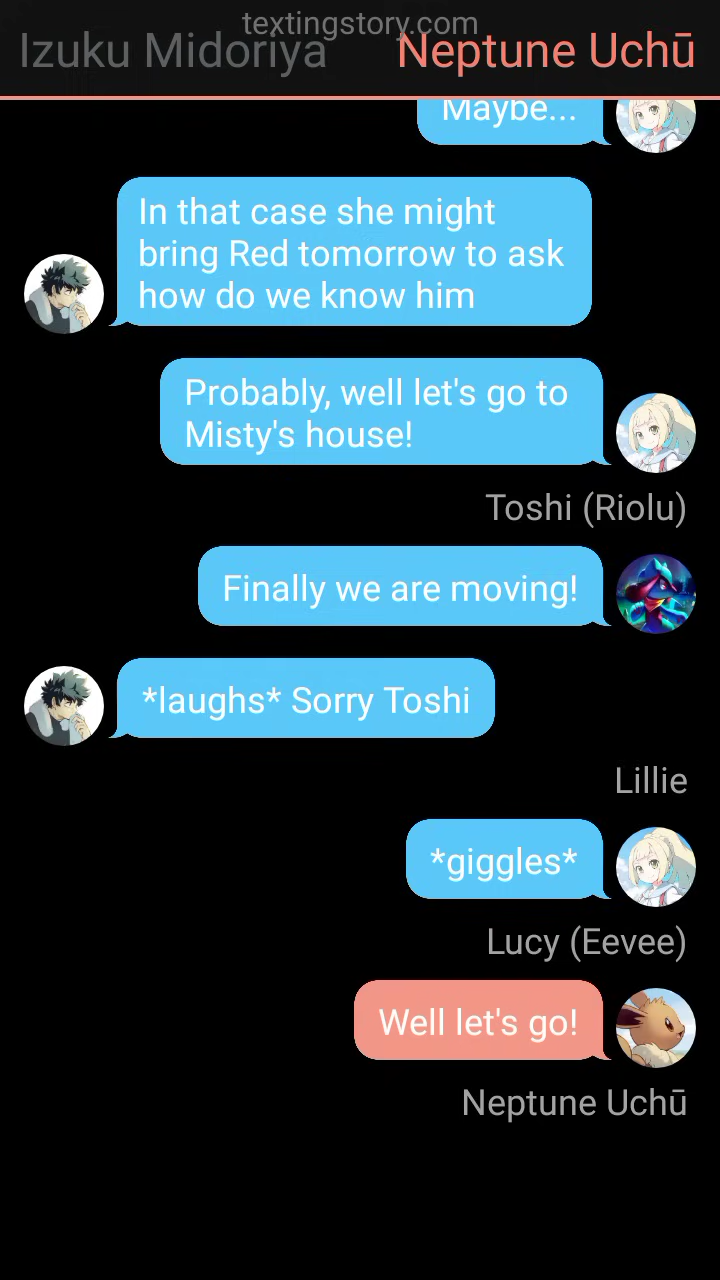 textingstory.com
Izuku Midoriya
Neptune Uchū
Maybe...
In that case she might
bring Red tomorrow to ask
how do we know him
Probably, well let's go to
Misty's house!
Toshi (Riolu)
Finally we are moving!
*laughs* Sorry Toshi
Lillie
*giggles*
Lucy (Eevee)
Well let's go!
Neptune Uchū